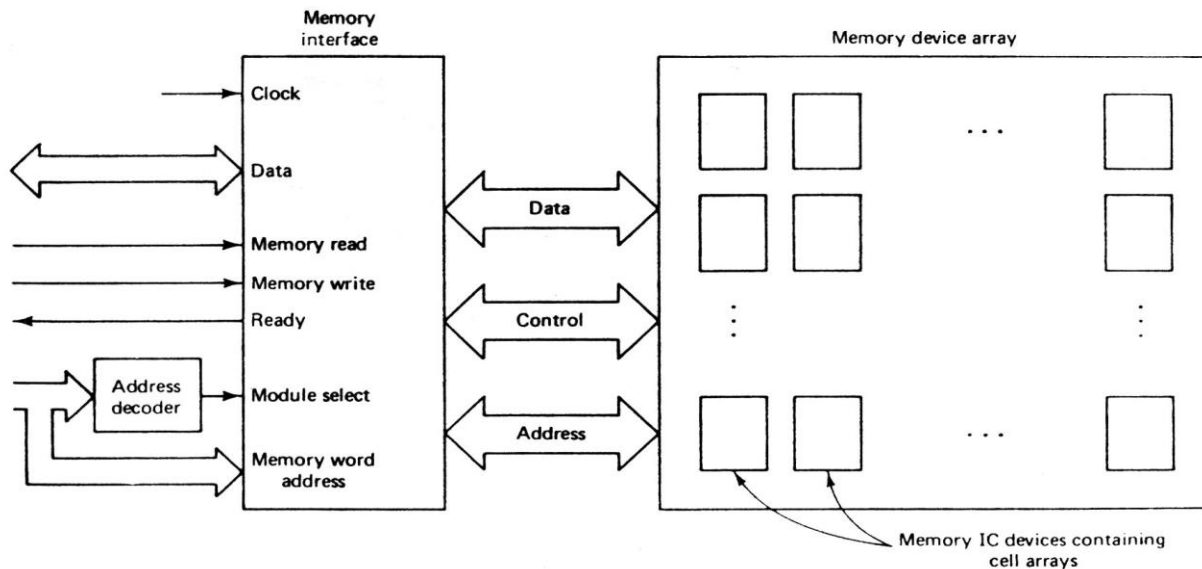 Memory
interface
Memory device array
Clock
Data
Memory read
Memory write
Ready
Address
decoder
Module select
Memory word
address
Data
Control
Address
Memory IC devices containing
cell arrays